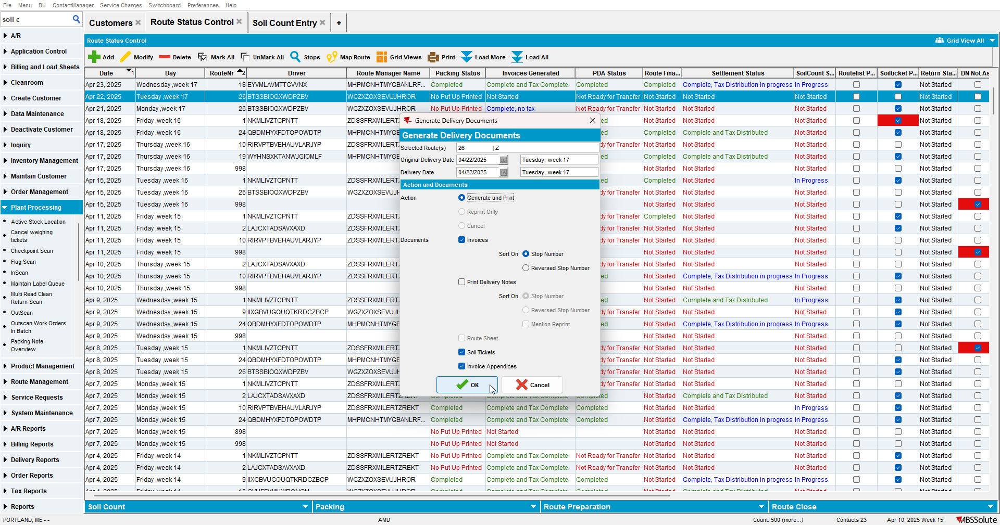 File Menu BU ContactManager Service Charges Switchboard Preferences Help
soil c
Customers Route Status Control Soil Count Entry +
Route Status Control Grid View All
Add Modify Delete Mark All UnMark All Stops Map Route Grid Views Print Load More Load All
A/R
Application Control
Billing and Load Sheets
Cleanroom
Create Customer
Data Maintenance
Deactivate Customer
Inquiry
Inventory Management
Maintain Customer
Order Management
Plant Processing
Active Stock Location
Cancel weighing
tickets
Checkpoint Scan
Flag Scan
InScan
Maintain Label Queue
Multi Read Clean
Return Scan
OutScan
Outscan Work Orders
In Batch
Packing Note
Overview
Product Management
Route Management
Service Requests
System Maintenance
A/R Reports
Billing Reports
Delivery Reports
Order Reports
Tax Reports
Reports
Date 1 Day RouteNr 2 Driver Route Manager Name Packing Status Invoices Generated PDA Status Route Fina... Settlement Status SoilCount S... Routelist P... Soilticket P... Return Sta... DN Not As
Apr 23, 2025 Wednesday ,week 17 18 EYVMLAVMTTGVVNX MHPMCNHTMYGBANLRF... Completed Complete and Tax Complete Completed Completed Complete, Tax Distribution in progress In Progress Not Started
Apr 22, 2025 Tuesday ,week 17 26 BTSSBIOQXWDPZBV WGZXZOXSEVUJHROR No Put Up Printed Not Started Not Ready for Transfer Not Started Not Started Not Started Not Started
Apr 21, 2025 Monday ,week 17 26 BTSSBIOQXWDPZBV WGZXZOXSEVUJHROR No Put Up Printed Complete, no tax Not Ready for Transfer Not Started Not Started Not Started Not Started
Apr 18, 2025 Friday ,week 16 1 NKMLIVZTCPNTT ZDSSFRXMILERTZ ed Not Started Not Started Not Started Not Started
Apr 18, 2025 Friday ,week 16 24 QBDMHYXFDTOPOWDTP MHPMCNHTMYGB ed Completed Complete and Tax Distributed Not Started Not Started
Apr 17, 2025 Thursday ,week 16 10 RIRVPTBVEHAUVLARJYP ZDSSFRXMILERTZ dy for Transfer Not Started Not Started Not Started Not Started
Apr 17, 2025 Thursday ,week 16 19 WYHNSXKTANWJGIOMLF MHPMCNHTMYGB ed Completed Complete and Tax Distributed Not Started Not Started
Apr 17, 2025 Thursday ,week 16 998 Not Started Not Started Not Started Not Started
Apr 15, 2025 Tuesday ,week 16 1 NKMLIVZTCPNTT ZDSSFRXMILERTZ ed Completed Not Started In Progress Not Started
Apr 15, 2025 Tuesday ,week 16 26 BTSSBIOQXWDPZBV WGZXZOXSEVUJH dy for Transfer Not Started Not Started Not Started Not Started
Apr 15, 2025 Tuesday ,week 16 998 Not Started Not Started Not Started Not Started
Apr 11, 2025 Friday ,week 15 1 NKMLIVZTCPNTT ZDSSFRXMILERTZ dy for Transfer Completed Not Started Not Started Not Started
Apr 11, 2025 Friday ,week 15 2 LAJCXTADSAVXAXD ZDSSFRXMILERTZ dy for Transfer Not Started Not Started Not Started Not Started
Apr 11, 2025 Friday ,week 15 10 RIRVPTBVEHAUVLARJYP ZDSSFRXMILERTZ dy for Transfer Not Started Not Started Not Started Not Started
Apr 11, 2025 Friday ,week 15 998 Not Started Not Started Not Started Not Started
Apr 10, 2025 Thursday ,week 15 2 LAJCXTADSAVXAXD ZDSSFRXMILERTZ dy for Transfer Not Started Not Started Not Started Not Started
Apr 10, 2025 Thursday ,week 15 10 RIRVPTBVEHAUVLARJYP ZDSSFRXMILERTZ ed Not Started Complete, Tax Distribution in progress In Progress Not Started
Apr 10, 2025 Thursday ,week 15 998 Not Started Not Started Not Started Not Started
Apr 9, 2025 Wednesday ,week 15 1 NKMLIVZTCPNTT ZDSSFRXMILERTZ ed Not Started Complete and Tax Distributed In Progress Not Started
Apr 9, 2025 Wednesday ,week 15 9 IIXGBVUGOUQTKRDCZBCP WGZXZOXSEVUJH dy for Transfer Not Started Not Started Not Started Not Started
Apr 9, 2025 Wednesday ,week 15 24 QBDMHYXFDTOPOWDTP MHPMCNHTMYGB ed Not Started Complete, Tax Distribution in progress In Progress Not Started
Apr 9, 2025 Wednesday ,week 15 998 Not Started Not Started Not Started Not Started
Apr 8, 2025 Tuesday ,week 15 1 NKMLIVZTCPNTT ZDSSFRXMILERTZ dy for Transfer Not Started Not Started Not Started Not Started
Apr 8, 2025 Tuesday ,week 15 24 QBDMHYXFDTOPOWDTP MHPMCNHTMYGB dy for Transfer Not Started Not Started Not Started Not Started
Apr 8, 2025 Tuesday ,week 15 26 BTSSBIOQXWDPZBV WGZXZOXSEVUJH dy for Transfer Not Started Not Started Not Started Not Started
Apr 7, 2025 Monday ,week 15 1 NKMLIVZTCPNTT ZDSSFRXMILERTZ dy for Transfer Not Started Not Started Not Started Not Started
Apr 7, 2025 Monday ,week 15 2 LAJCXTADSAVXAXD ZDSSFRXMILERTZREKT Completed Complete and Tax Complete Completed Not Started Complete and Tax Distributed Not Started Not Started
Apr 7, 2025 Monday ,week 15 10 RIRVPTBVEHAUVLARJYP ZDSSFRXMILERTZREKT Completed Complete and Tax Complete Completed Not Started Not Started In Progress Not Started
Apr 7, 2025 Monday ,week 15 24 QBDMHYXFDTOPOWDTP MHPMCNHTMYGBANLRF... Completed Complete and Tax Complete Completed Not Started Complete, Tax Distribution in progress In Progress Not Started
Apr 7, 2025 Monday ,week 15 898 No Put Up Printed Not Started Not Started Not Started Not Started Not Started
Apr 7, 2025 Monday ,week 15 998 No Put Up Printed Not Started Not Started Not Started Not Started Not Started
Apr 4, 2025 Friday ,week 14 1 NKMLIVZTCPNTT ZDSSFRXMILERTZREKT No Put Up Printed Complete and Tax Complete Not Ready for Transfer Not Started Not Started Not Started Not Started
Apr 4, 2025 Friday ,week 14 2 LAJCXTADSAVXAXD ZDSSFRXMILERTZREKT No Put Up Printed Complete and Tax Complete Not Ready for Transfer Not Started Not Started Not Started Not Started
Apr 4, 2025 Friday ,week 14 9 IIXGBVUGOUQTKRDCZBCP WGZXZOXSEVUJHROR Completed Complete and Tax Complete Completed Not Started Complete, Tax Distribution in progress In Progress Not Started
Generate Delivery Documents
Generate Delivery Documents
Selected Route(s) 26 | Z
Original Delivery Date 04/22/2025 Tuesday, week 17
Delivery Date 04/22/2025 Tuesday, week 17
Action and Documents
Action Generate and Print
Reprint Only
Cancel
Documents Invoices
Sort On Stop Number
Reversed Stop Number
Print Delivery Notes
Sort On Stop Number
Reversed Stop Number
Mention Reprint
Route Sheet
Soil Tickets
Invoice Appendices
OK Cancel
Soil Count Packing Route Preparation Route Close
PORTLAND, ME - - AMD Count: 500 (more...) Contacts 23 Apr 10, 2025 Week 15 ABSSolute